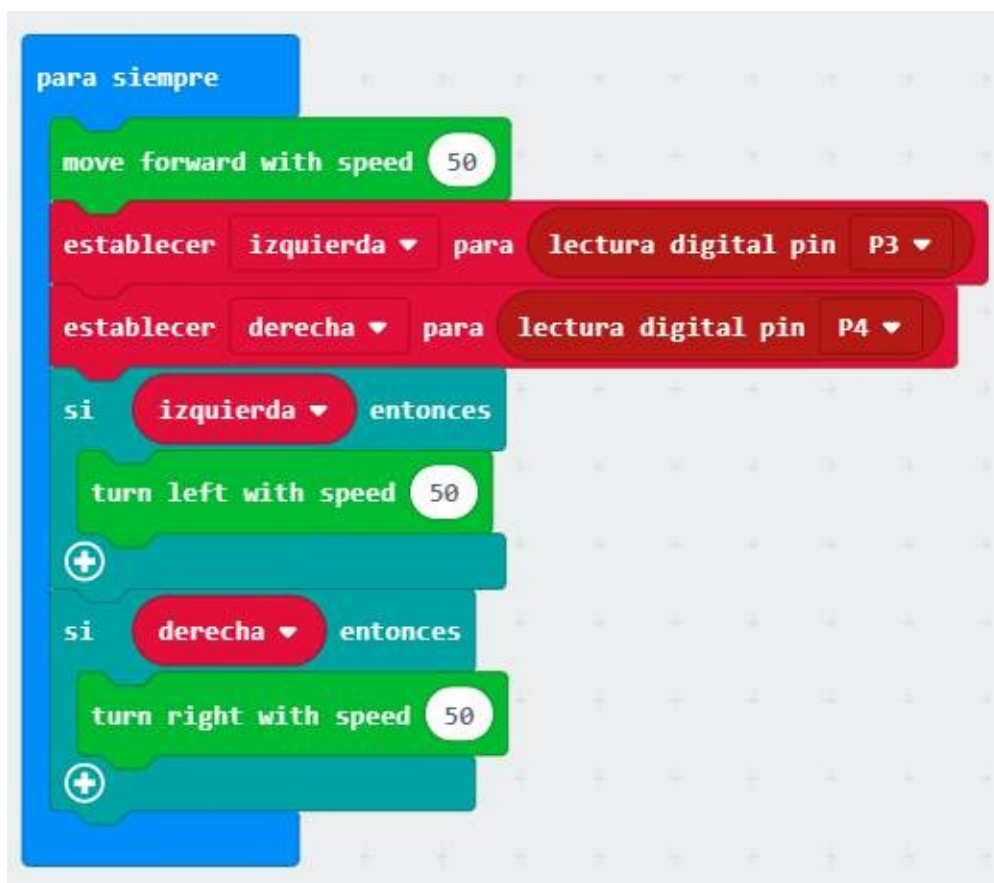 para siempre
move forward with speed 50
establecer izquierda para lectura digital pin P3
establecer derecha para lectura digital pin P4
si izquierda entonces
turn left with speed 50
si derecha entonces
turn right with speed 50